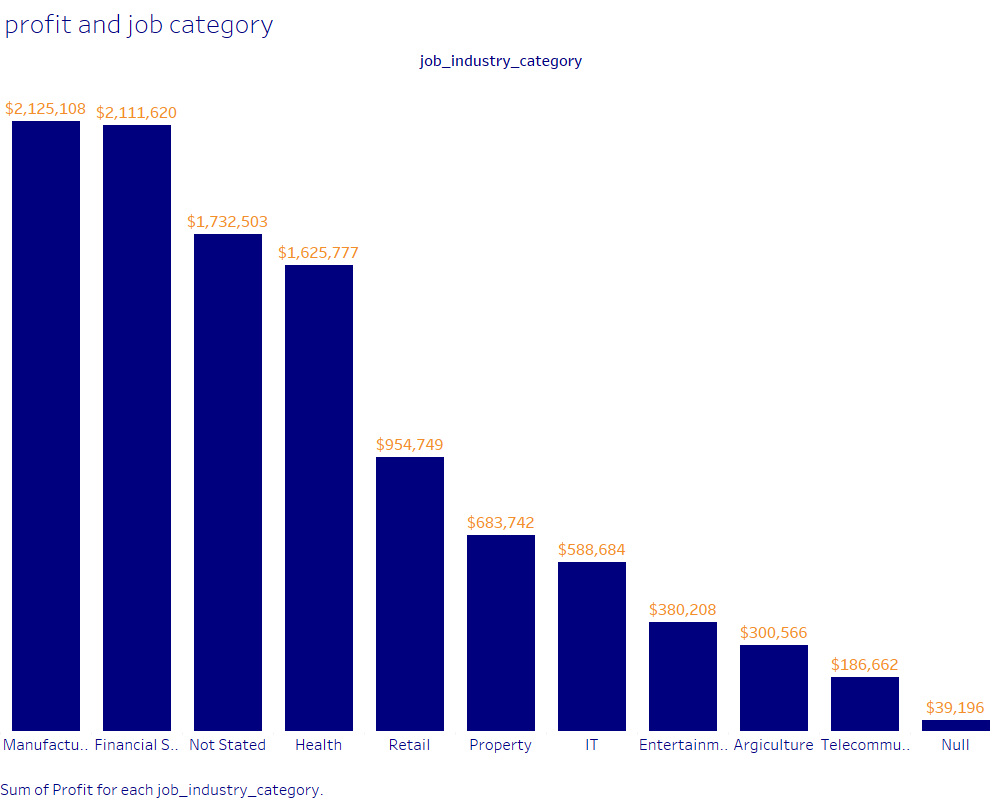 profit and job category
job_industry_category
$2,125,108 $2,111,620
$1,732,503
$1,625,777
$954,749
$683,742
$588,684
$380,208
$300,566
$186,662
$39,196
Manufactu.. Financial S.. Not Stated Health Retail Property IT Entertainm.. Argiculture Telecommu.. Null
Sum of Profit for each job_industry_category.